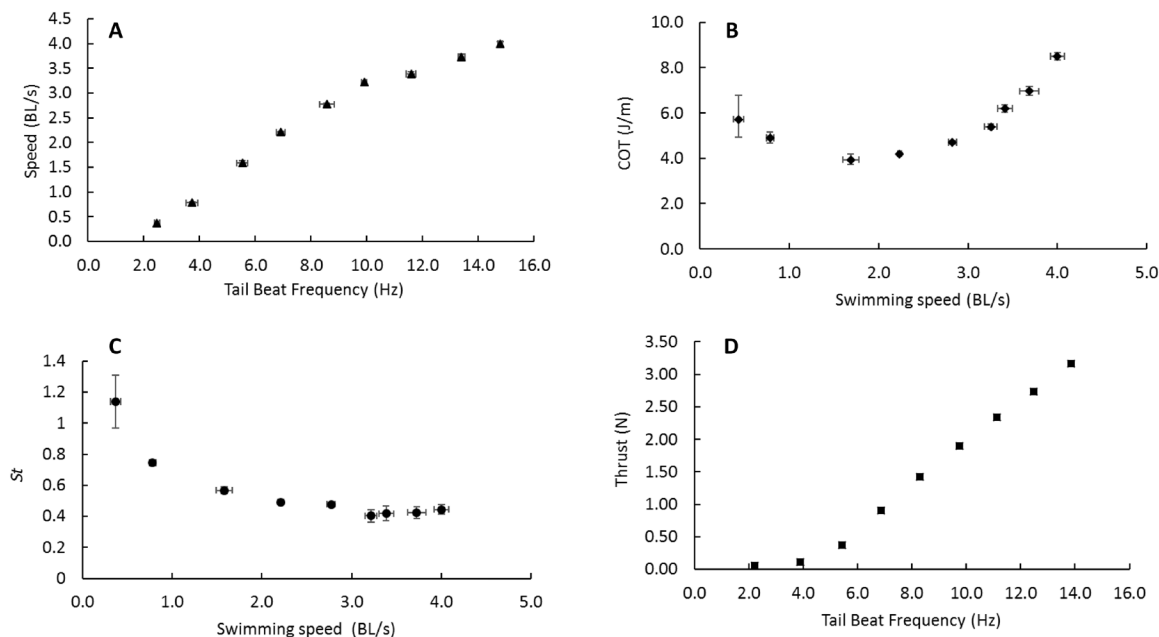 A
4.5
4.0
3.5
3.0
2.5
2.0
1.5
1.0
0.5
0.0
Speed (BL/s)
0.0 2.0 4.0 6.0 8.0 10.0 12.0 14.0 16.0
Tail Beat Frequency (Hz)
B
10.0
8.0
6.0
4.0
2.0
0.0
COT (J/m)
0.0 1.0 2.0 3.0 4.0 5.0
Swimming speed (BL/s)
C
1.4
1.2
1
0.8
0.6
0.4
0.2
0
St
0.0 1.0 2.0 3.0 4.0 5.0
Swimming speed (BL/s)
D
3.50
3.00
2.50
2.00
1.50
1.00
0.50
0.00
Thrust (N)
0.0 2.0 4.0 6.0 8.0 10.0 12.0 14.0 16.0
Tail Beat Frequency (Hz)